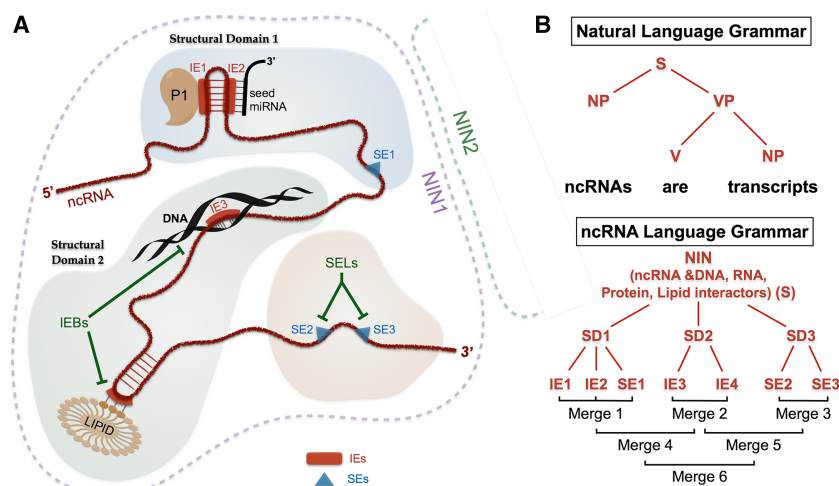 A
Structural Domain 1
IE1 IE2
3’
P1
seed
miRNA
SE1
5’
ncRNA
NIN1
NIN2
DNA
IE3
Structural
Domain 2
IEBs
SELs
SE2
SE3
3’
LIPID
IEs
SEs
B
Natural Language Grammar
S
NP
VP
V
NP
ncRNAs are transcripts
ncRNA Language Grammar
NIN
(ncRNA &DNA, RNA,
Protein, Lipid interactors) (S)
SD1 SD2 SD3
IE1 IE2 SE1 IE3 IE4 SE2 SE3
Merge 1 Merge 2 Merge 3
Merge 4 Merge 5
Merge 6